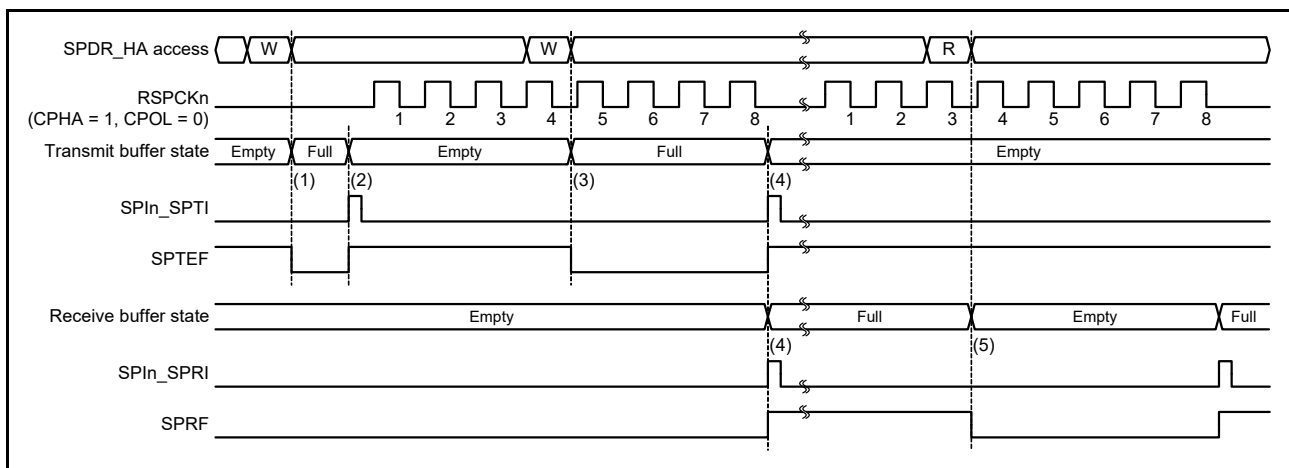 SPDR_HA access W W R
RSPCKn
(CPHA = 1, CPOL = 0) 1 2 3 4 5 6 7 8 1 2 3 4 5 6 7 8
Transmit buffer state Empty Full Empty Full Empty
(1) (2) (3) (4)
SPIn_SPTI
SPTEF
Receive buffer state Empty Full Empty Full
(4) (5)
SPIn_SPRI
SPRF